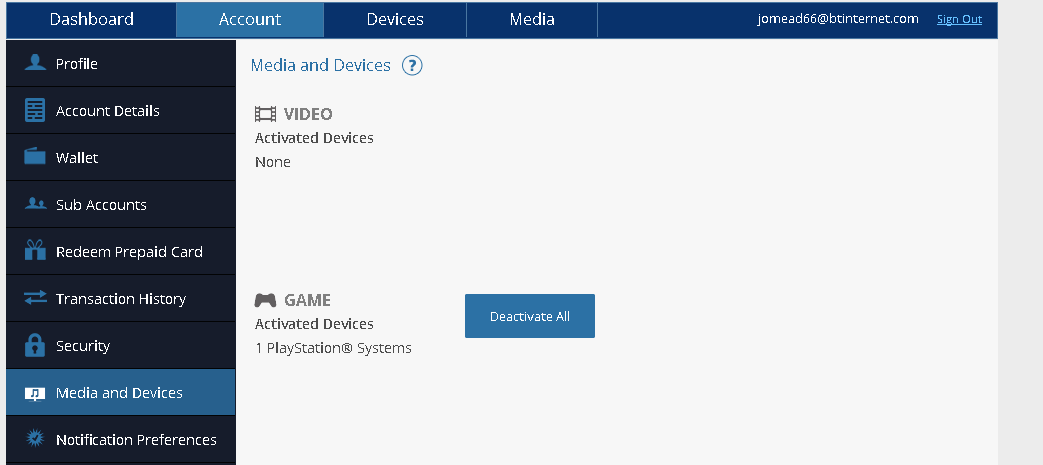 Dashboard Account Devices Media jomead66@btinternet.com Sign Out
Profile
Account Details
Wallet
Sub Accounts
Redeem Prepaid Card
Transaction History
Security
Media and Devices
Notification Preferences
Media and Devices ?
VIDEO
Activated Devices
None
GAME
Activated Devices
1 PlayStation® Systems
Deactivate All